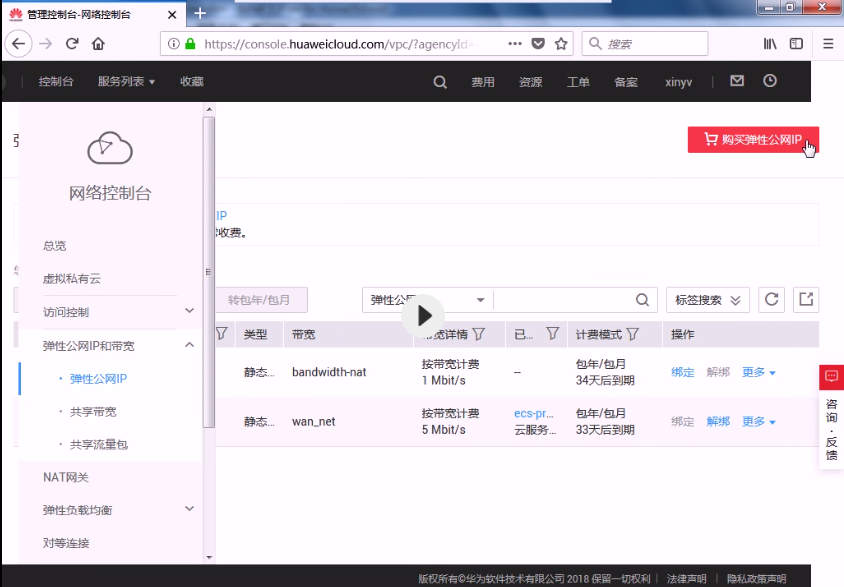 管理控制台-网络控制台
https://console.huaweicloud.com/vpc/?agencyId=
搜索
控制台 服务列表 收藏 费用 资源 工单 备案 xinyv
购买弹性公网IP
网络控制台
IP
收费。
总览
虚拟私有云
转包年/包月 弹性公 标签搜索
访问控制
类型 带宽 宽详情 已... 计费模式 操作
弹性公网IP和带宽
静态... bandwidth-nat 按带宽计费 -- 包年/包月 绑定 解绑 更多
1 Mbit/s 34天后到期
弹性公网IP
共享带宽
静态... wan_net 按带宽计费 ecs-pr... 包年/包月 绑定 解绑 更多
5 Mbit/s 云服务... 33天后到期
咨询·反馈
共享流量包
NAT网关
弹性负载均衡
对等连接
版权所有©华为软件技术有限公司 2018 保留一切权利 | 法律声明 | 隐私政策声明